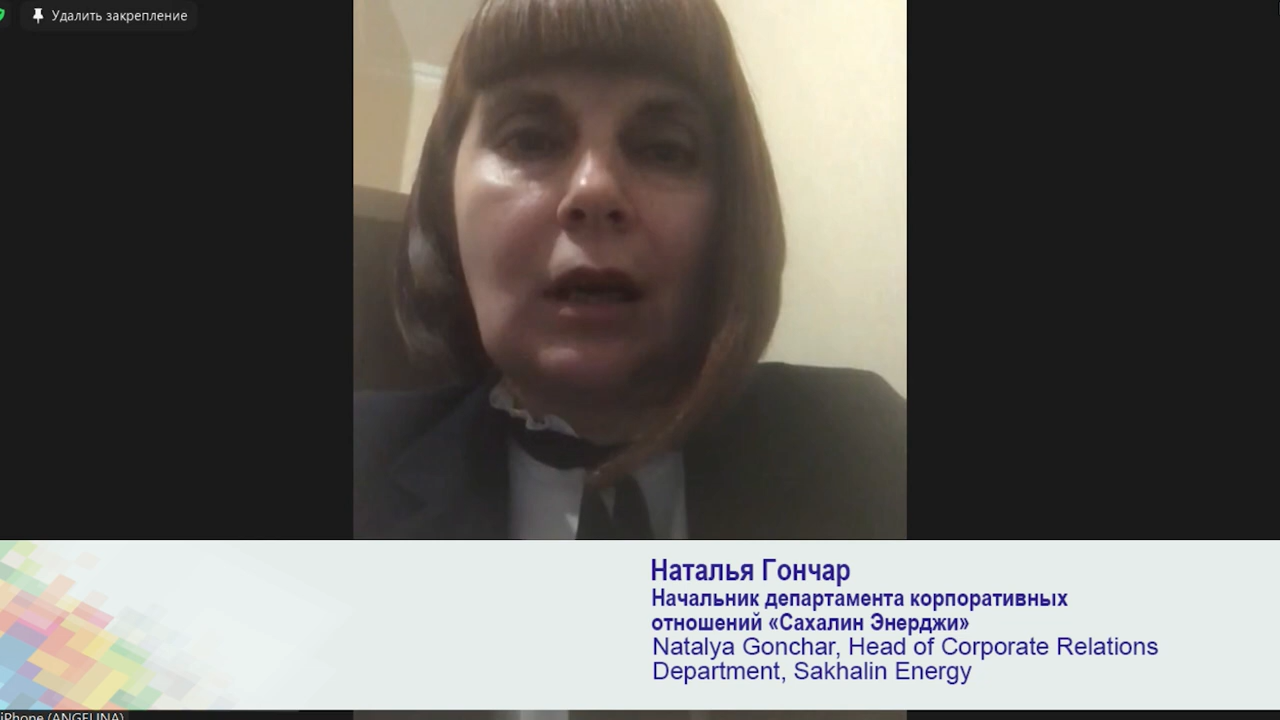 Удалить закрепление
Наталья Гончар
Начальник департамента корпоративных
отношений «Сахалин Энерджи»
Natalya Gonchar, Head of Corporate Relations
Department, Sakhalin Energy
iPhone (ANGELINA)